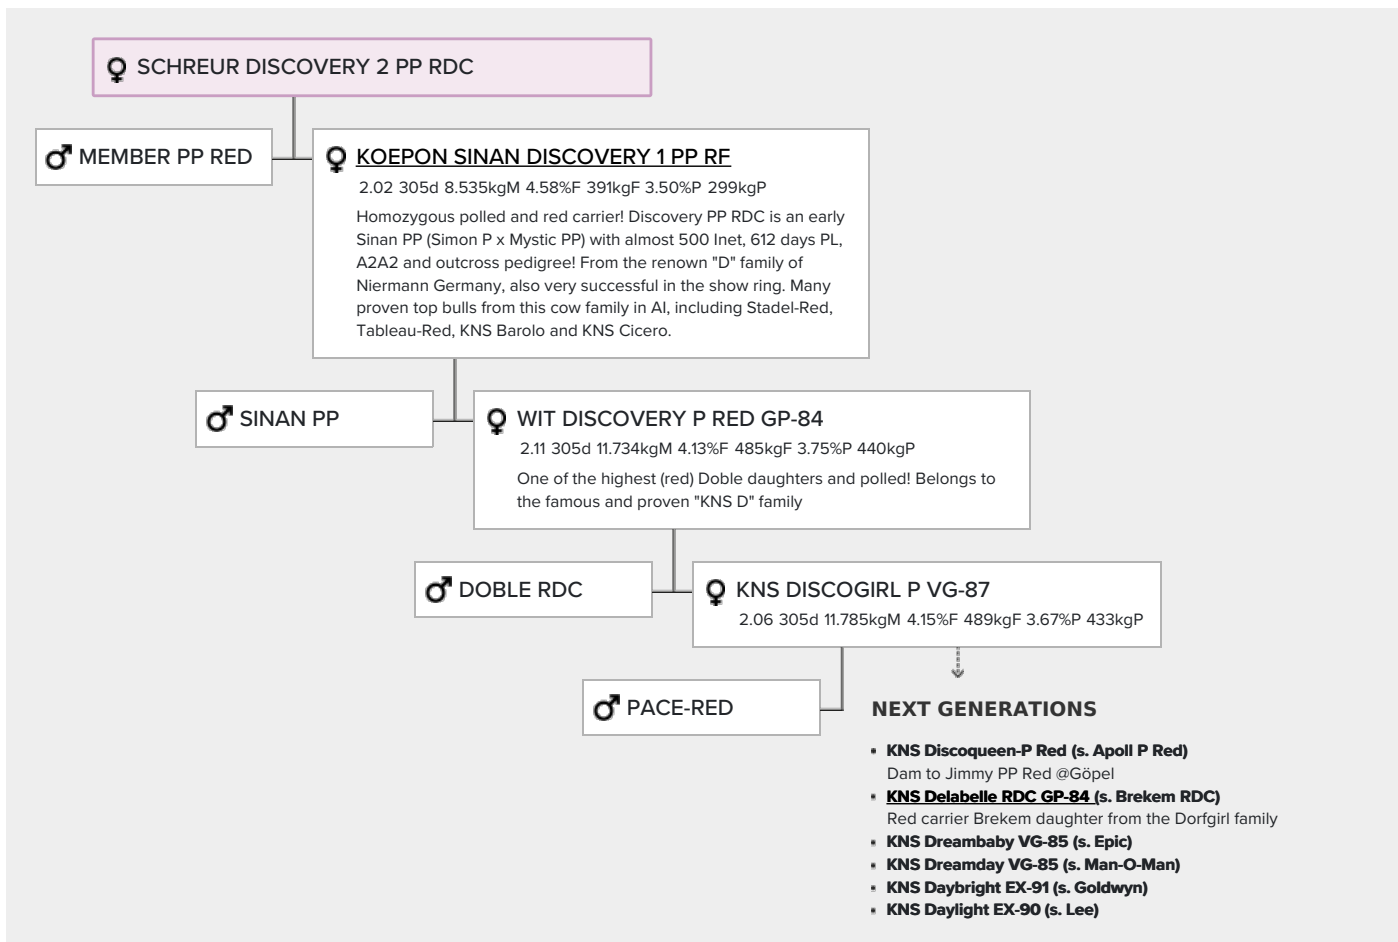 SCHREUR DISCOVERY 2 PP RDC
MEMBER PP RED
KOEPON SINAN DISCOVERY 1 PP RF
2.02 305d 8.535kgM 4.58%F 391kgF 3.50%P 299kgP
Homozygous polled and red carrier! Discovery PP RDC is an early
Sinan PP (Simon P x Mystic PP) with almost 500 Inet, 612 days PL,
A2A2 and outcross pedigree! From the renown "D" family of
Niermann Germany, also very successful in the show ring. Many
proven top bulls from this cow family in AI, including Stadel-Red,
Tableau-Red, KNS Barolo and KNS Cicero.
SINAN PP
WIT DISCOVERY P RED GP-84
2.11 305d 11.734kgM 4.13%F 485kgF 3.75%P 440kgP
One of the highest (red) Doble daughters and polled! Belongs to
the famous and proven "KNS D" family
DOBLE RDC
KNS DISCOGIRL P VG-87
2.06 305d 11.785kgM 4.15%F 489kgF 3.67%P 433kgP
PACE-RED
NEXT GENERATIONS
KNS Discoqueen-P Red (s. Apoll P Red)
Dam to Jimmy PP Red @Göpel
KNS Delabelle RDC GP-84 (s. Brekem RDC)
Red carrier Brekem daughter from the Dorfgirl family
KNS Dreambaby VG-85 (s. Epic)
KNS Dreamday VG-85 (s. Man-O-Man)
KNS Daybright EX-91 (s. Goldwyn)
KNS Daylight EX-90 (s. Lee)